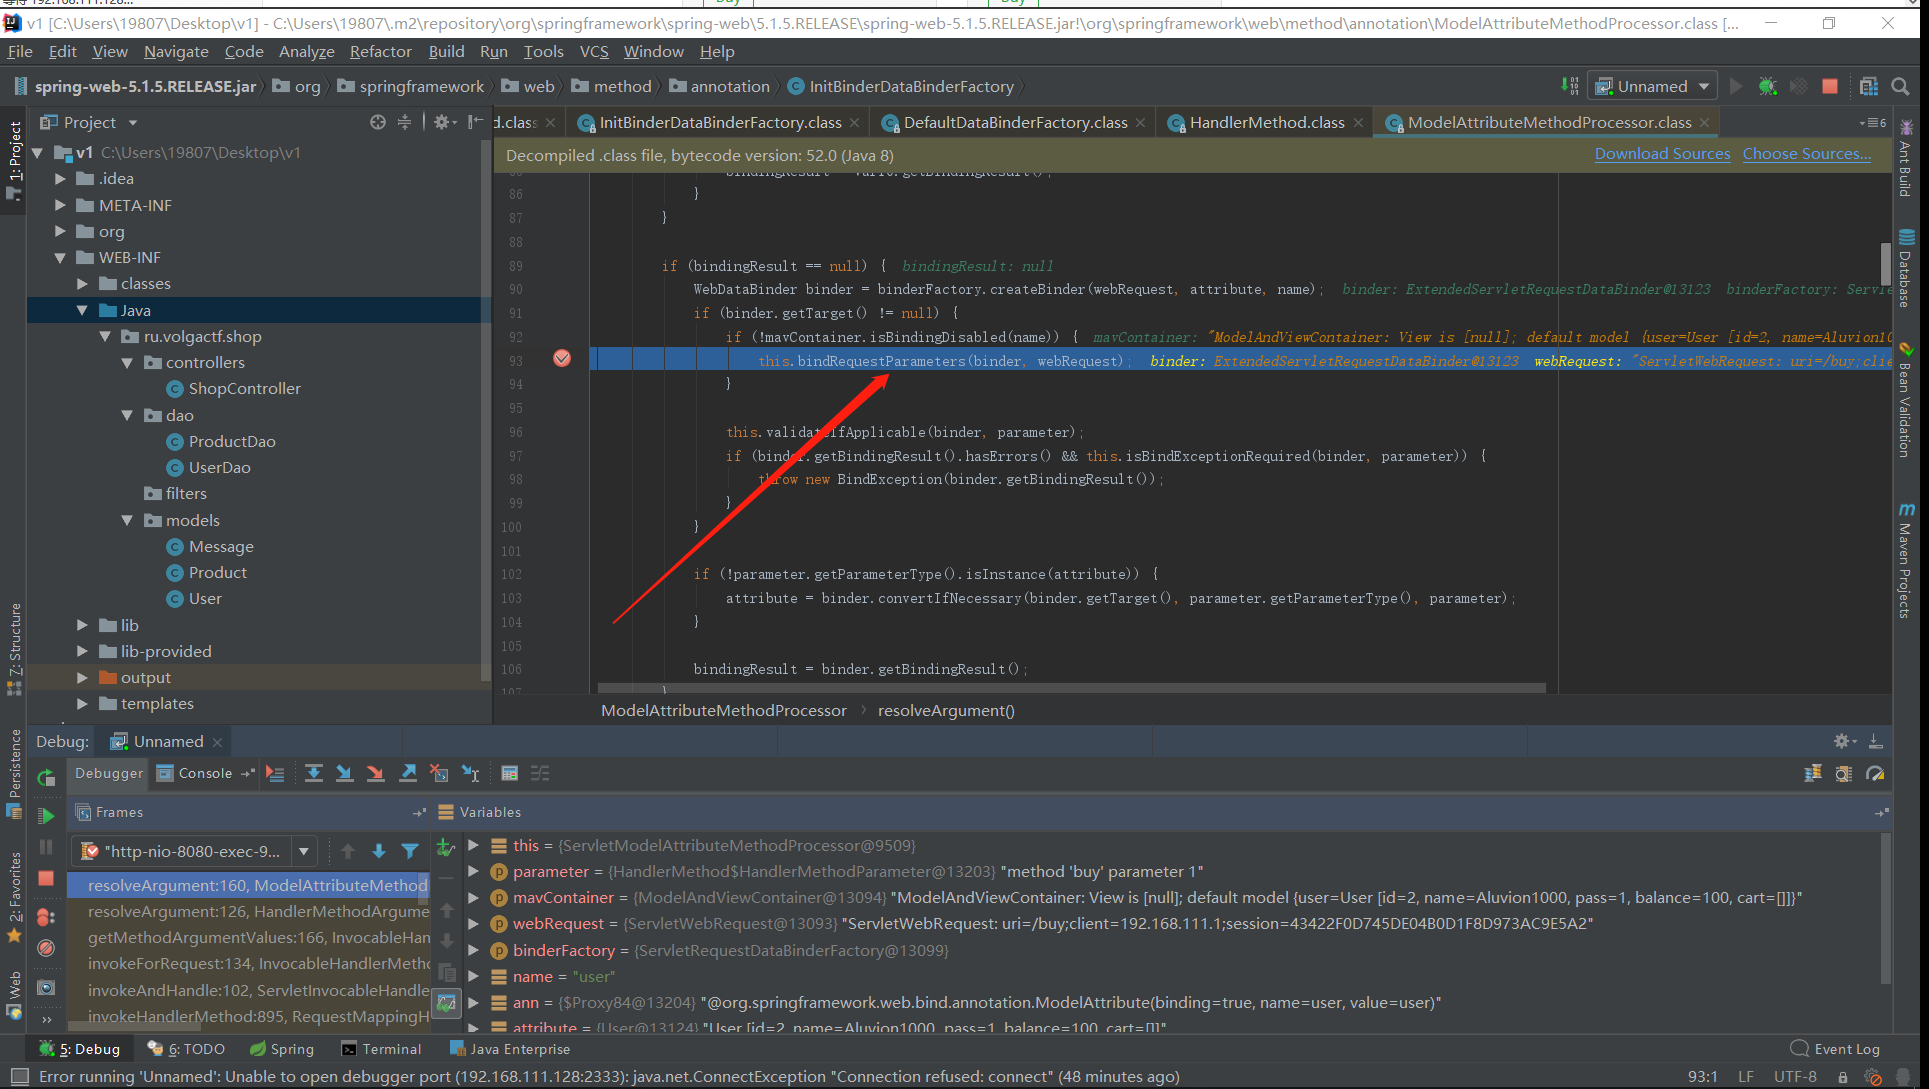 v1 [C:\Users\19807\Desktop\v1] - C:\Users\19807\.m2\repository\org\springframework\spring-web\5.1.5.RELEASE\spring-web-5.1.5.RELEASE.jar!\org\springframework\web\method\annotation\ModelAttributeMethodProcessor.class [...
File Edit View Navigate Code Analyze Refactor Build Run Tools VCS Window Help
spring-web-5.1.5.RELEASE.jar org springframework web method annotation InitBinderDataBinderFactory Unnamed
Project d.class InitBinderDataBinderFactory.class DefaultDataBinderFactory.class HandlerMethod.class ModelAttributeMethodProcessor.class 6
Decompiled .class file, bytecode version: 52.0 (Java 8) Download Sources Choose Sources...
1: Project
7: Structure
Persistence
2: Favorites
Web
v1 C:\Users\19807\Desktop\v1
.idea
META-INF
org
WEB-INF
classes
Java
ru.volgactf.shop
controllers
ShopController
dao
ProductDao
UserDao
filters
models
Message
Product
User
lib
lib-provided
output
templates
86 }
87 }
88
89 if (bindingResult == null) { bindingResult: null
90 WebDataBinder binder = binderFactory.createBinder(webRequest, attribute, name); binder: ExtendedServletRequestDataBinder@13123 binderFactory: Servle
91 if (binder.getTarget() != null) {
92 if (!mavContainer.isBindingDisabled(name)) { mavContainer: "ModelAndViewContainer: View is [null]; default model {user=User [id=2, name=Aluvion10
93 this.bindRequestParameters(binder, webRequest); binder: ExtendedServletRequestDataBinder@13123 webRequest: "ServletWebRequest: uri=/buy;clie
94 }
95
96 this.validateIfApplicable(binder, parameter);
97 if (binder.getBindingResult().hasErrors() && this.isBindExceptionRequired(binder, parameter)) {
98 throw new BindException(binder.getBindingResult());
99 }
100 }
101
102 if (!parameter.getParameterType().isInstance(attribute)) {
103 attribute = binder.convertIfNecessary(binder.getTarget(), parameter.getParameterType(), parameter);
104 }
105
106 bindingResult = binder.getBindingResult();
107 }
ModelAttributeMethodProcessor resolveArgument()
Ant Build
Database
Bean Validation
Maven Projects
Debug: Unnamed
Debugger Console
Frames Variables
"http-nio-8080-exec-9...
resolveArgument:160, ModelAttributeMethod
resolveArgument:126, HandlerMethodArgume
getMethodArgumentValues:166, InvocableHan
invokeForRequest:134, InvocableHandlerMetho
invokeAndHandle:102, ServletInvocableHandle
invokeHandlerMethod:895, RequestMappingH
this = {ServletModelAttributeMethodProcessor@9509}
parameter = {HandlerMethod$HandlerMethodParameter@13203} "method 'buy' parameter 1"
mavContainer = {ModelAndViewContainer@13094} "ModelAndViewContainer: View is [null]; default model {user=User [id=2, name=Aluvion1000, pass=1, balance=100, cart=[]]}"
webRequest = {ServletWebRequest@13093} "ServletWebRequest: uri=/buy;client=192.168.111.1;session=43422F0D745DE04B0D1F8D973AC9E5A2"
binderFactory = {ServletRequestDataBinderFactory@13099}
name = "user"
ann = {$Proxy84@13204} "@org.springframework.web.bind.annotation.ModelAttribute(binding=true, name=user, value=user)"
attribute = {User@13124} "User [id=2, name=Aluvion1000, pass=1, balance=100, cart=[]]"
5: Debug 6: TODO Spring Terminal Java Enterprise Event Log
Error running 'Unnamed': Unable to open debugger port (192.168.111.128:2333): java.net.ConnectException "Connection refused: connect" (48 minutes ago) 93:1 LF UTF-8